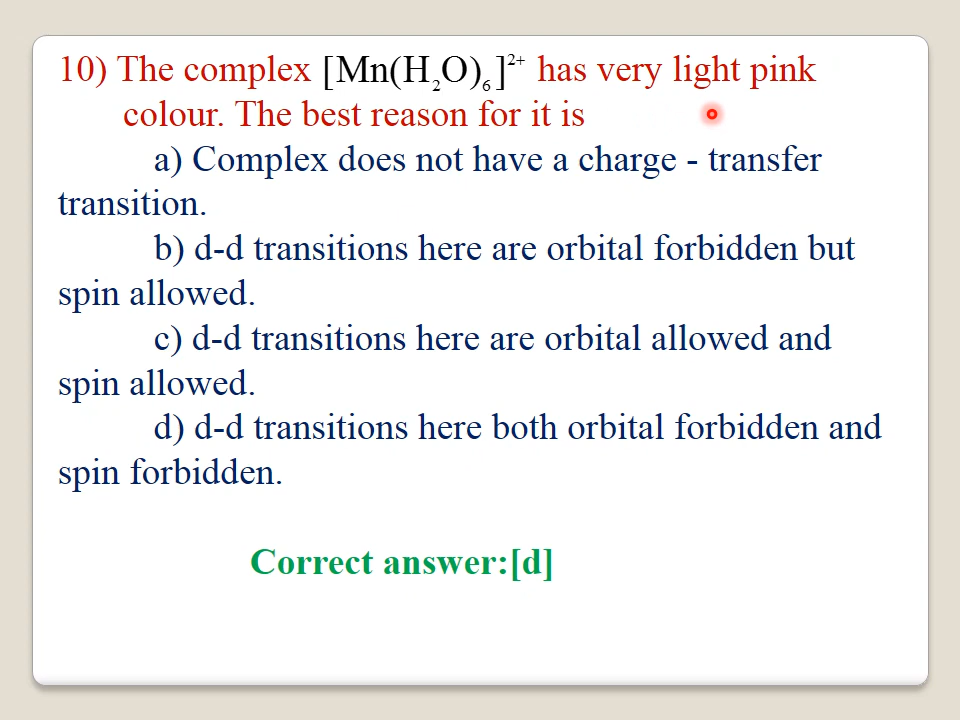 10) The complex [Mn(H₂O)₆]²⁺ has very light pink
colour. The best reason for it is
a) Complex does not have a charge - transfer
transition.
b) d-d transitions here are orbital forbidden but
spin allowed.
c) d-d transitions here are orbital allowed and
spin allowed.
d) d-d transitions here both orbital forbidden and
spin forbidden.
Correct answer:[d]